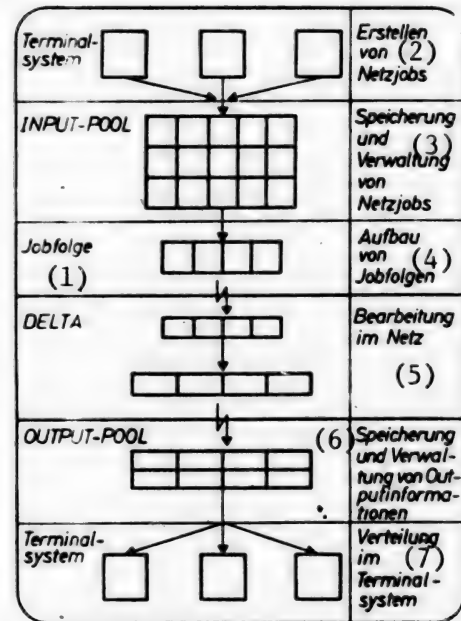 Terminal-
system
Erstellen
von (2)
Netzjobs
INPUT-POOL
Speicherung
und (3)
Verwaltung
von
Netzjobs
Jobfolge
(1)
Aufbau
von (4)
Jobfolgen
DELTA
Bearbeitung
im Netz
(5)
OUTPUT-POOL
(6)
Speicherung
und Verwal-
tung von Out-
putinforma-
tionen
Terminal-
system
Verteilung
im (7)
Terminal-
system